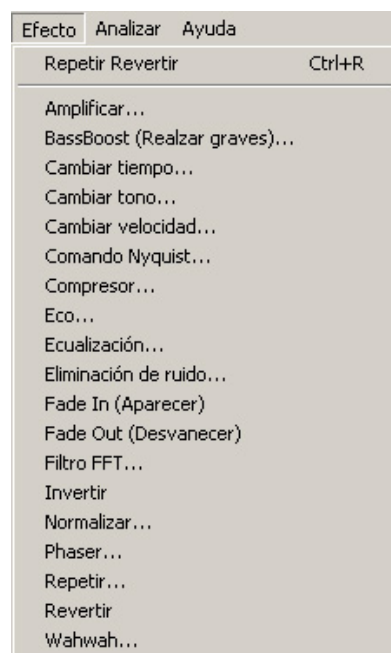 Efecto Analizar Ayuda
Repetir Revertir Ctrl+R
Amplificar...
BassBoost (Realzar graves)...
Cambiar tiempo...
Cambiar tono...
Cambiar velocidad...
Comando Nyquist...
Compresor...
Eco...
Ecualización...
Eliminación de ruido...
Fade In (Aparecer)
Fade Out (Desvanecer)
Filtro FFT...
Invertir
Normalizar...
Phaser...
Repetir...
Revertir
Wahwah...